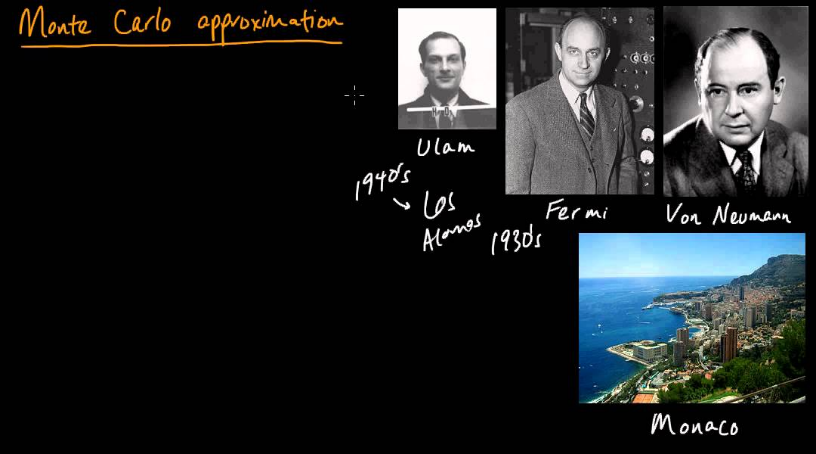 Monte Carlo approximation
Ulam
Fermi
Von Neumann
1940's
Los
Alamos
1930's
Monaco